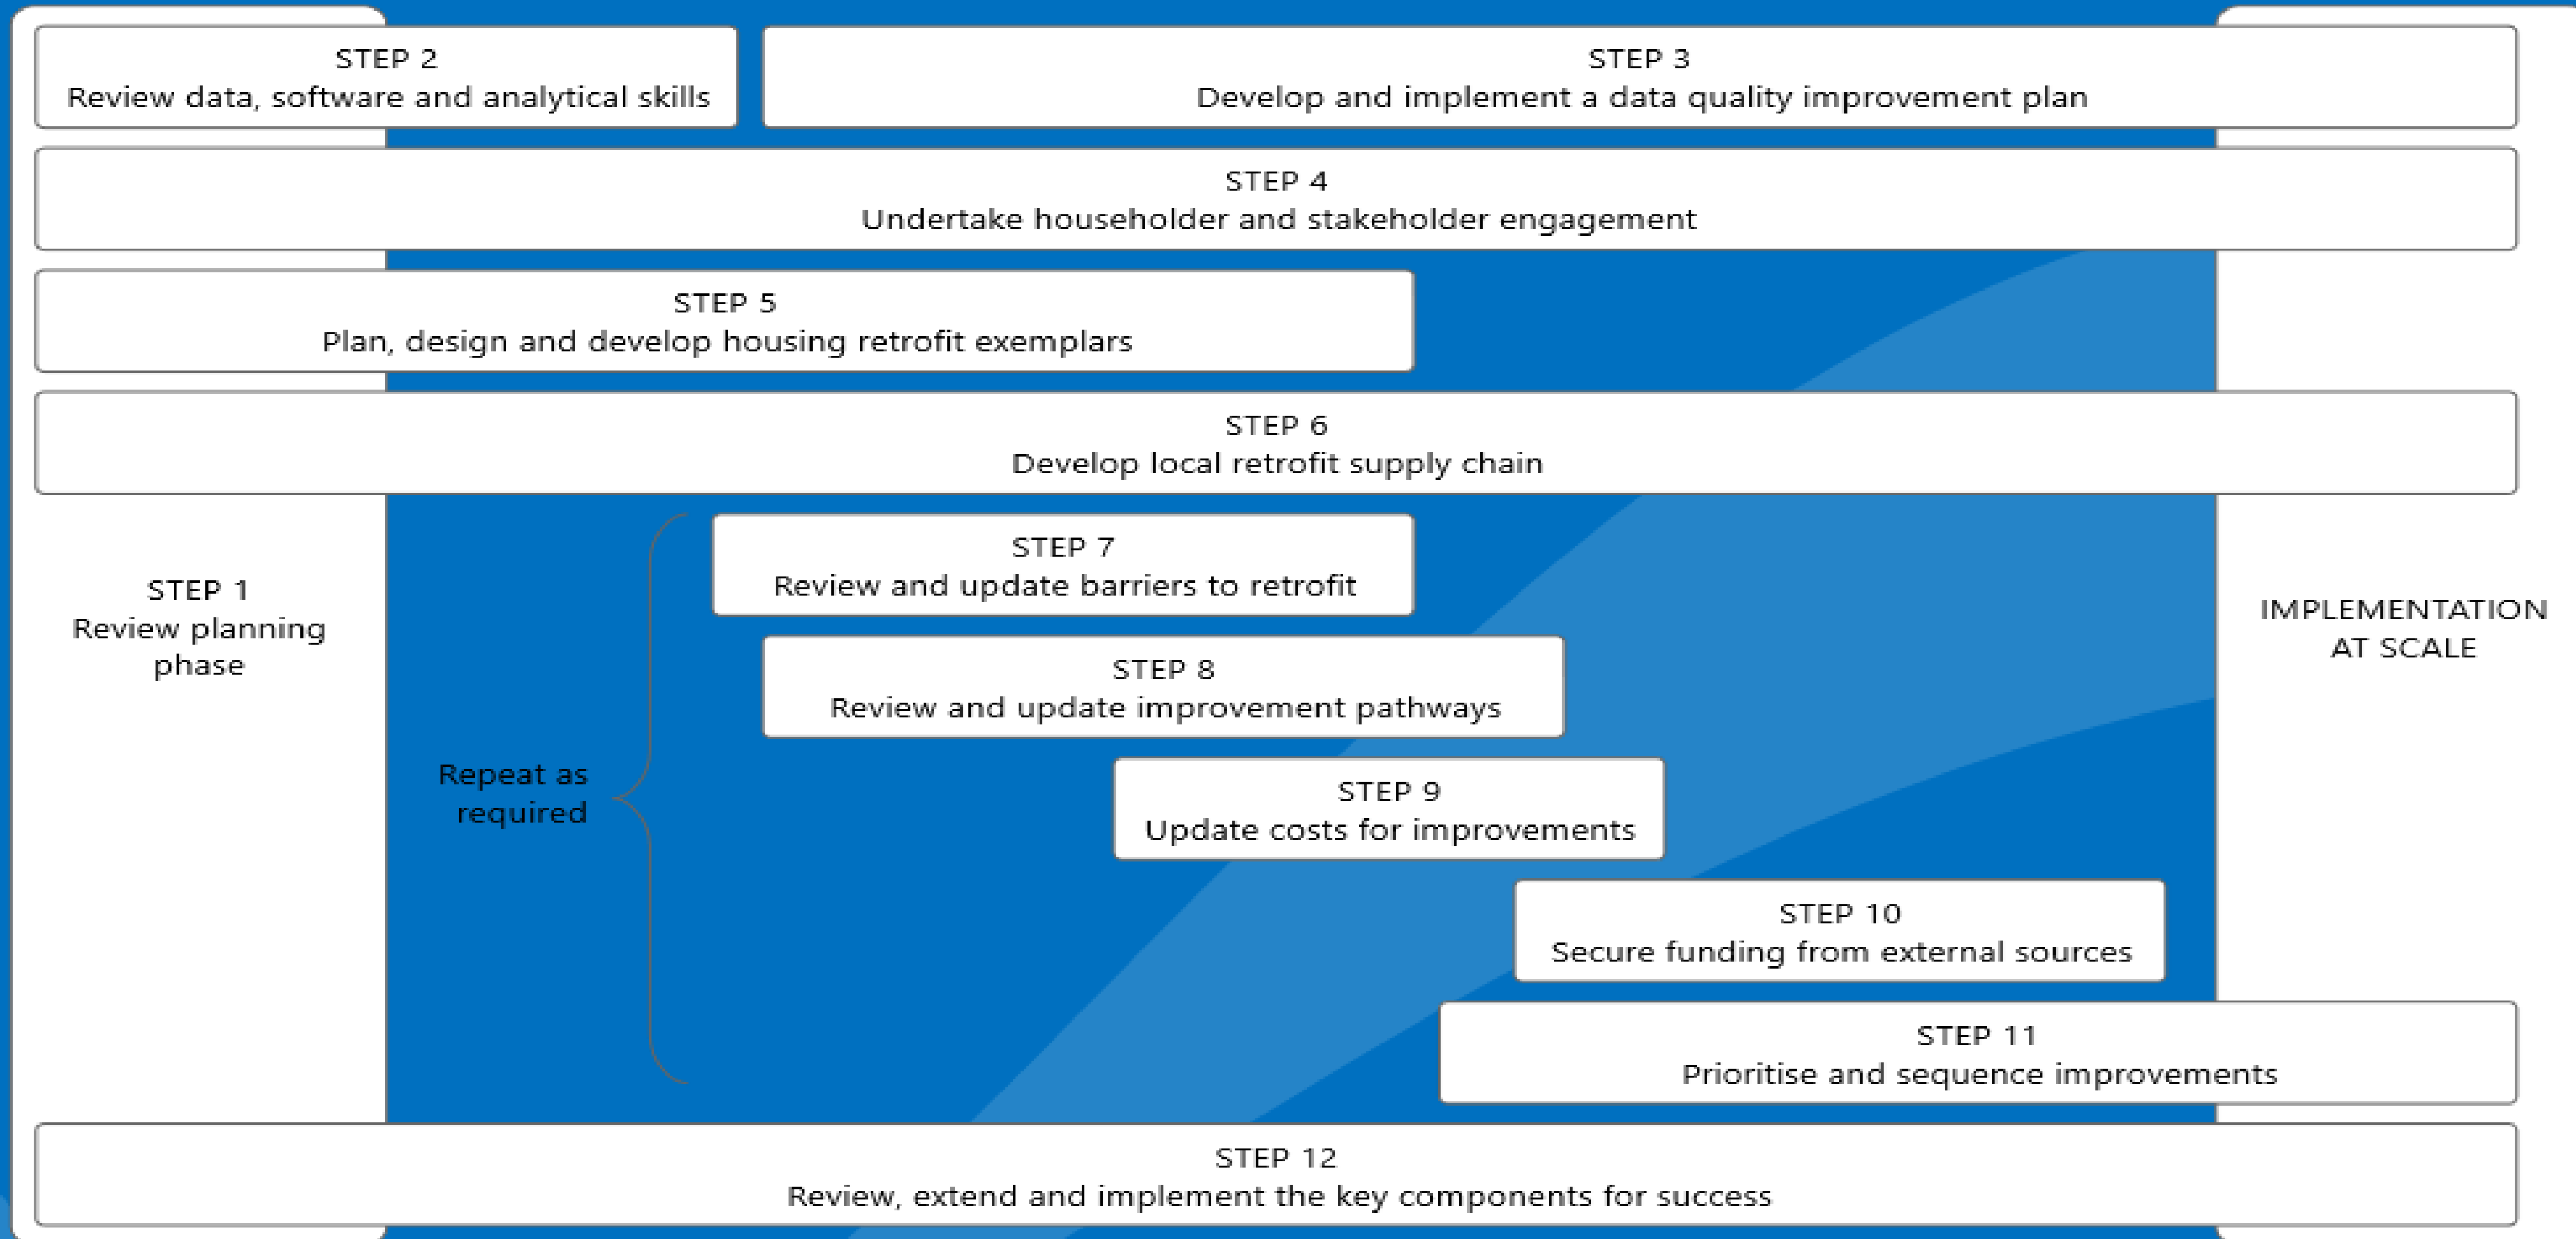 STEP 2
Review data, software and analytical skills
STEP 3
Develop and implement a data quality improvement plan
STEP 4
Undertake householder and stakeholder engagement
STEP 5
Plan, design and develop housing retrofit exemplars
STEP 6
Develop local retrofit supply chain
STEP 1
Review planning
phase
STEP 7
Review and update barriers to retrofit
IMPLEMENTATION
AT SCALE
STEP 8
Review and update improvement pathways
Repeat as
required
STEP 9
Update costs for improvements
STEP 10
Secure funding from external sources
STEP 11
Prioritise and sequence improvements
STEP 12
Review, extend and implement the key components for success